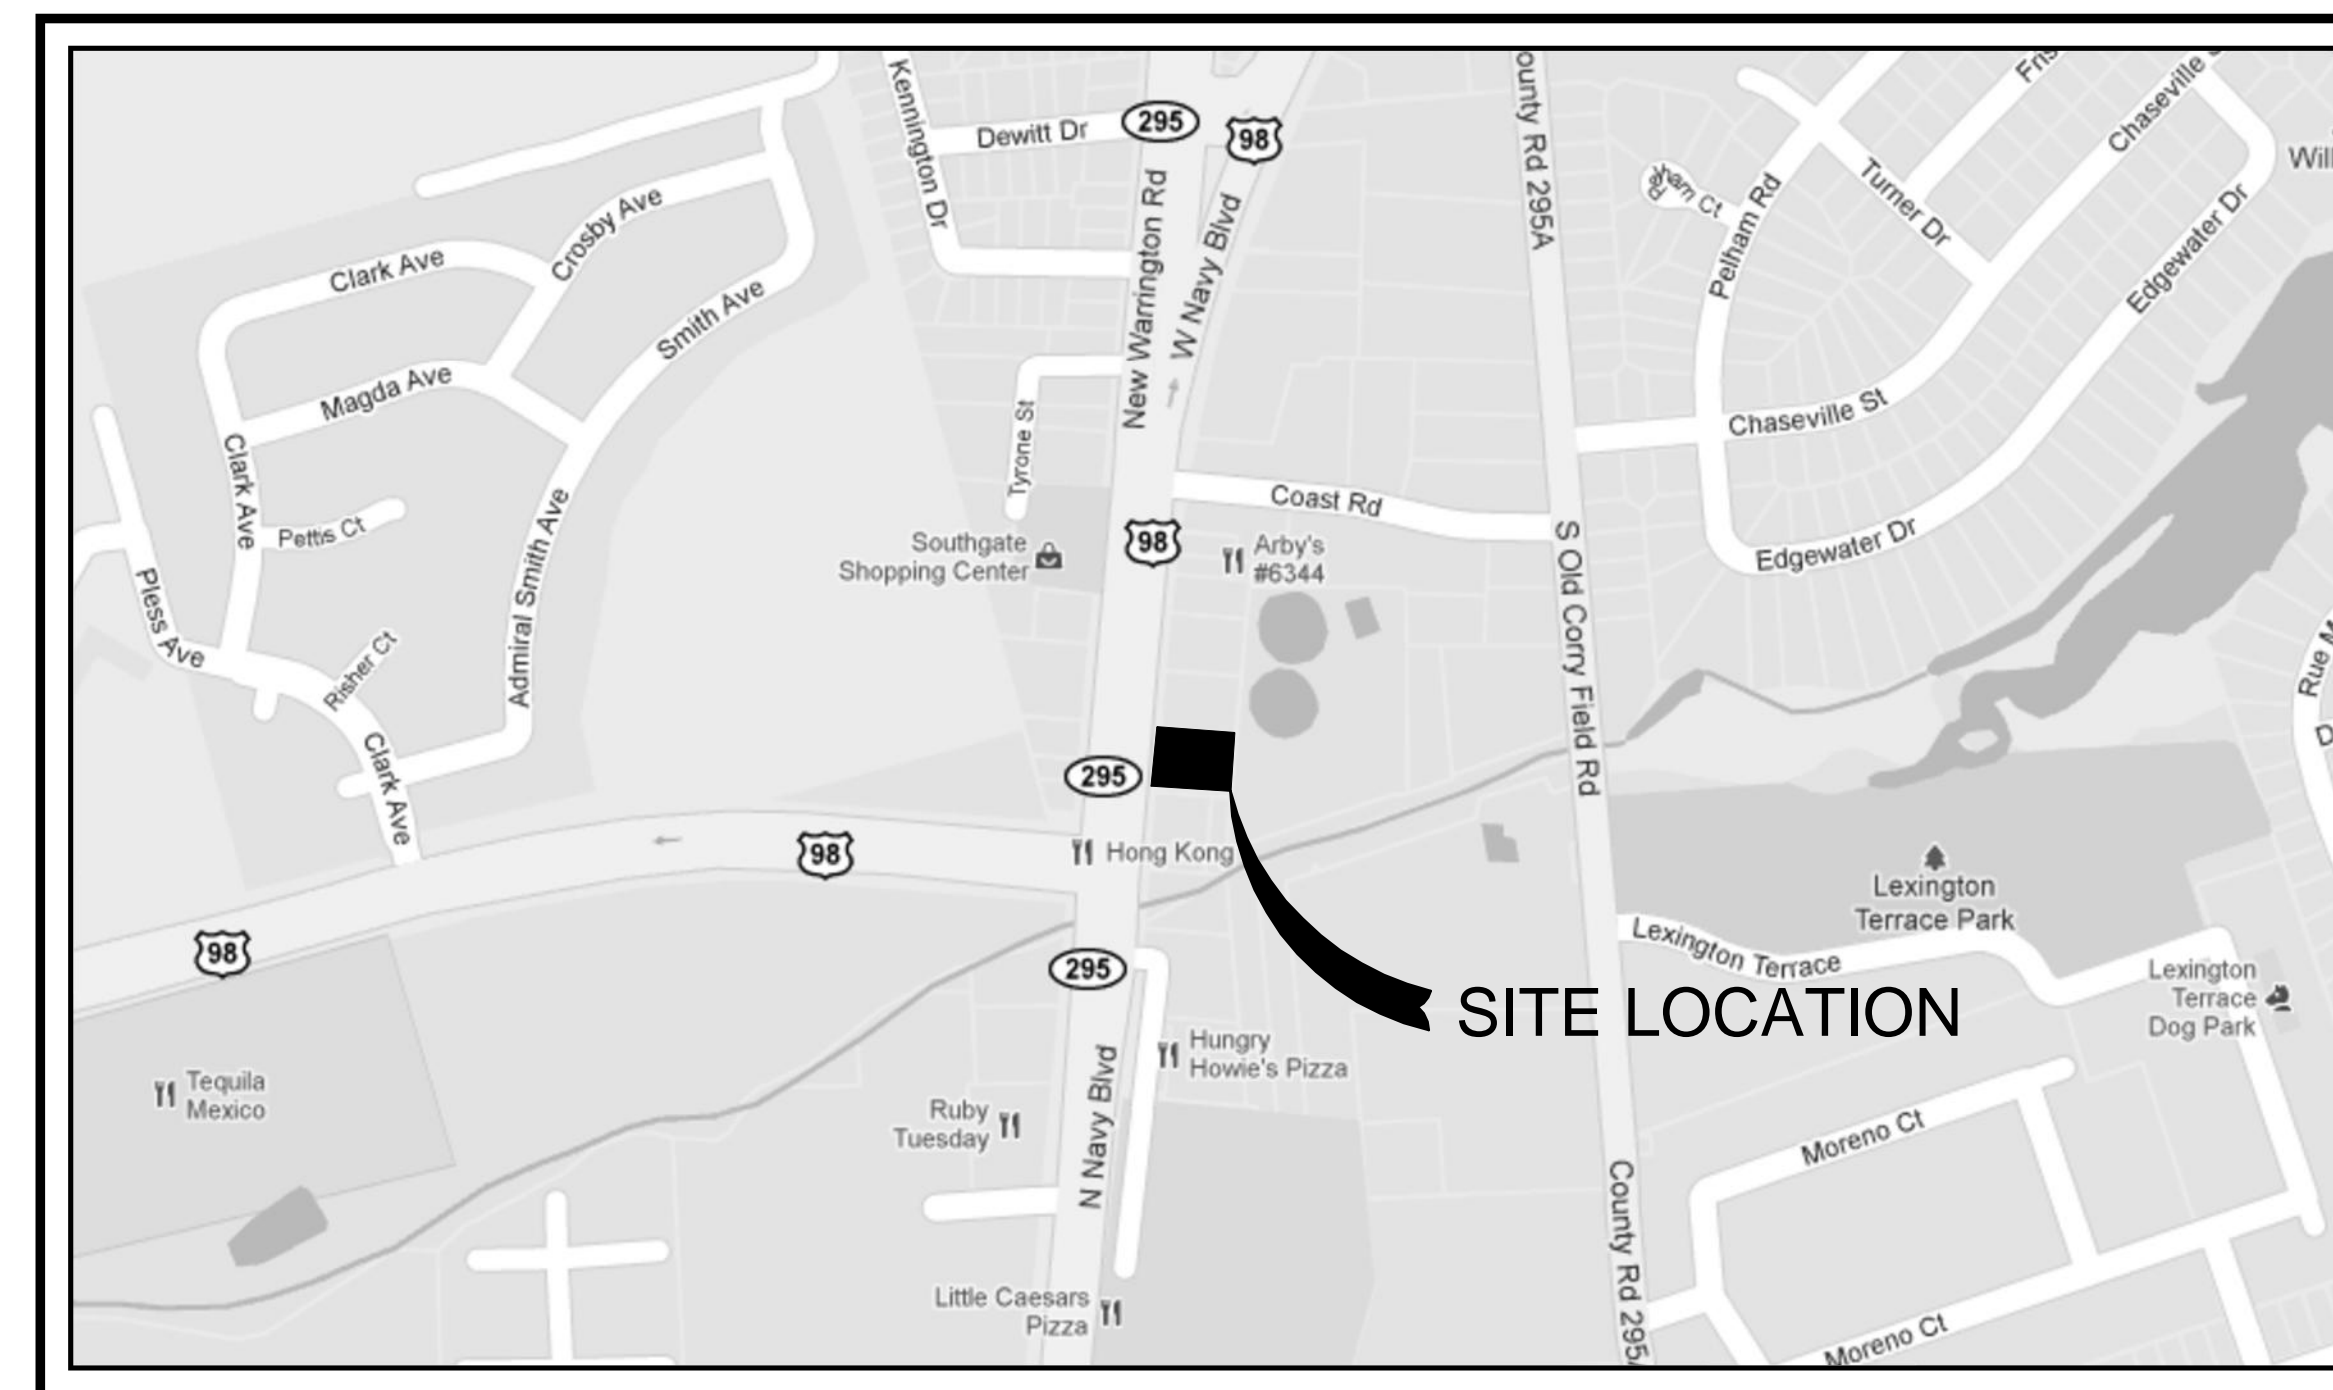 Kennington Dr
Dewitt Dr
295
98
New Warrington Rd
W Navy Blvd
ounty Rd 295A
Turner Dr
Pelham Rd
Chaseville
Edgewater Dr
Will
Crosby Ave
Clark Ave
Smith Ave
Magda Ave
Clark Ave
Pettis Ct
Admiral Smith Ave
Pless Ave
Risher Ct
Clark Ave
Tyrone St
Coast Rd
Chaseville St
Edgewater Dr
Southgate
Shopping Center
98
Arby's
#6344
S Old Corry Field Rd
Rue
295
98
Hong Kong
98
295
Lexington
Terrace Park
Lexington Terrace
Lexington
Terrace
Dog Park
SITE LOCATION
Hungry
Howie's Pizza
N Navy Blvd
Tequila
Mexico
Ruby
Tuesday
Moreno Ct
County Rd 295
Little Caesars
Pizza
Moreno Ct